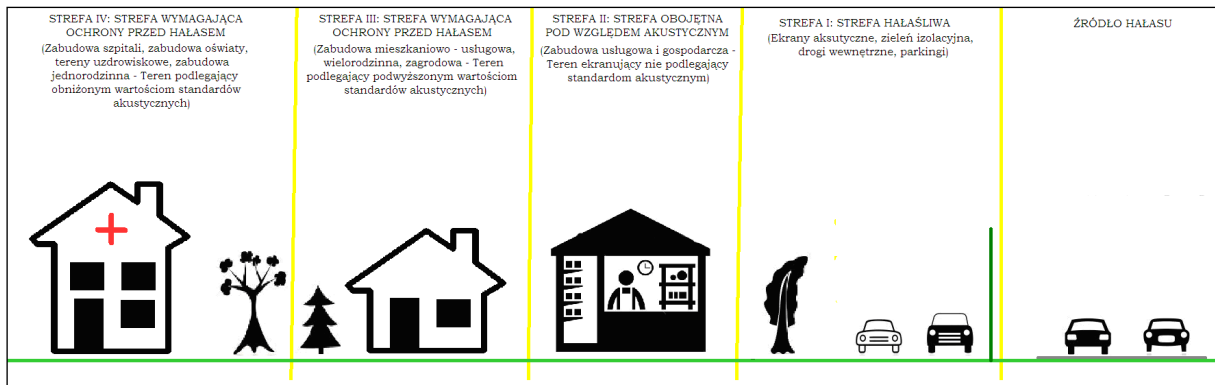 STREFA IV: STREFA WYMAGAJĄCA
OCHRONY PRZED HAŁASEM
(Zabudowa szpitali, zabudowa oświaty,
tereny uzdrowiskowe, zabudowa
jednorodzinna - Teren podlegający
obniżonym wartościom standardów
akustycznych)
STREFA III: STREFA WYMAGAJĄCA
OCHRONY PRZED HAŁASEM
(Zabudowa mieszkaniowo - usługowa,
wielorodzinna, zagrodowa - Teren
podlegający podwyższonym wartościom
standardów akustycznych)
STREFA II: STREFA OBOJĘTNA
POD WZGLĘDEM AKUSTYCZNYM
(Zabudowa usługowa i gospodarcza -
Teren ekranujący nie podlegający
standardom akustycznym)
STREFA I: STREFA HAŁAŚLIWA
(Ekrany aksutyczne, zieleń izolacyjna,
drogi wewnętrzne, parkingi)
ŹRÓDŁO HAŁASU